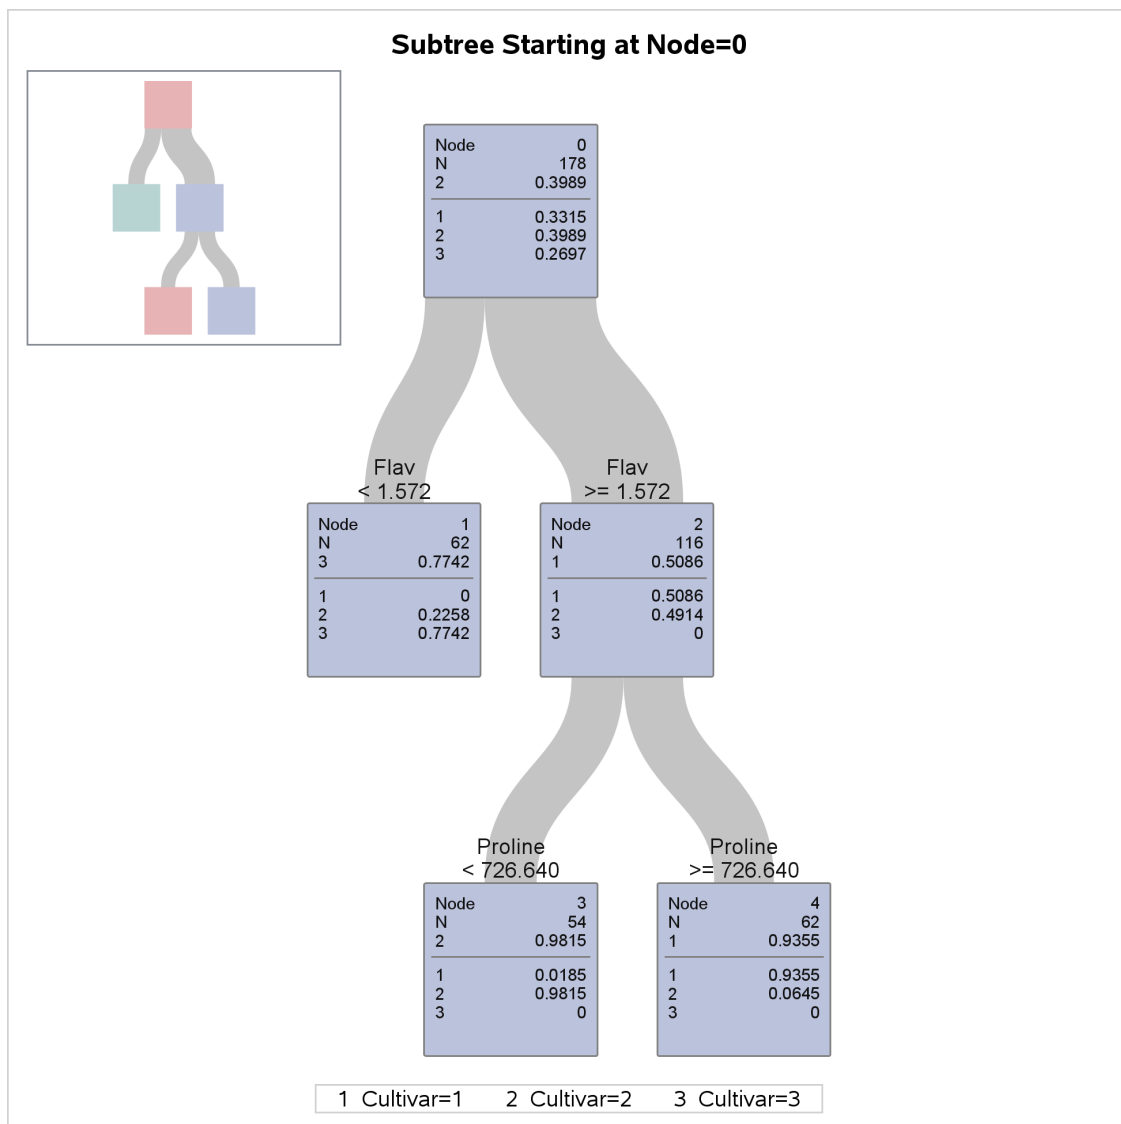 Subtree Starting at Node=0
Node 0
N 178
2 0.3989
1 0.3315
2 0.3989
3 0.2697
Flav
< 1.572
Flav
>= 1.572
Node 1
N 62
3 0.7742
1 0
2 0.2258
3 0.7742
Node 2
N 116
1 0.5086
1 0.5086
2 0.4914
3 0
Proline
< 726.640
Proline
>= 726.640
Node 3
N 54
2 0.9815
1 0.0185
2 0.9815
3 0
Node 4
N 62
1 0.9355
1 0.9355
2 0.0645
3 0
1 Cultivar=1 2 Cultivar=2 3 Cultivar=3